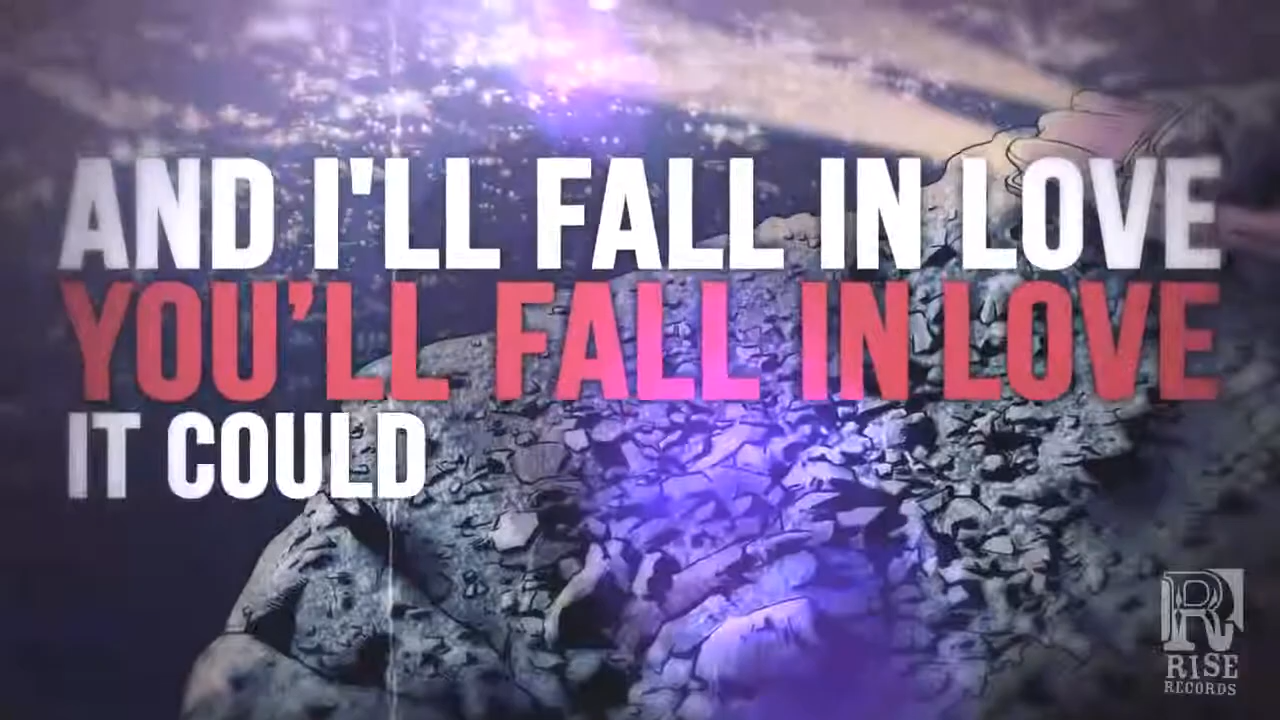 AND I'LL FALL IN LOVE
YOU'LL FALL IN LOVE
IT COULD
R
RISE
RECORDS